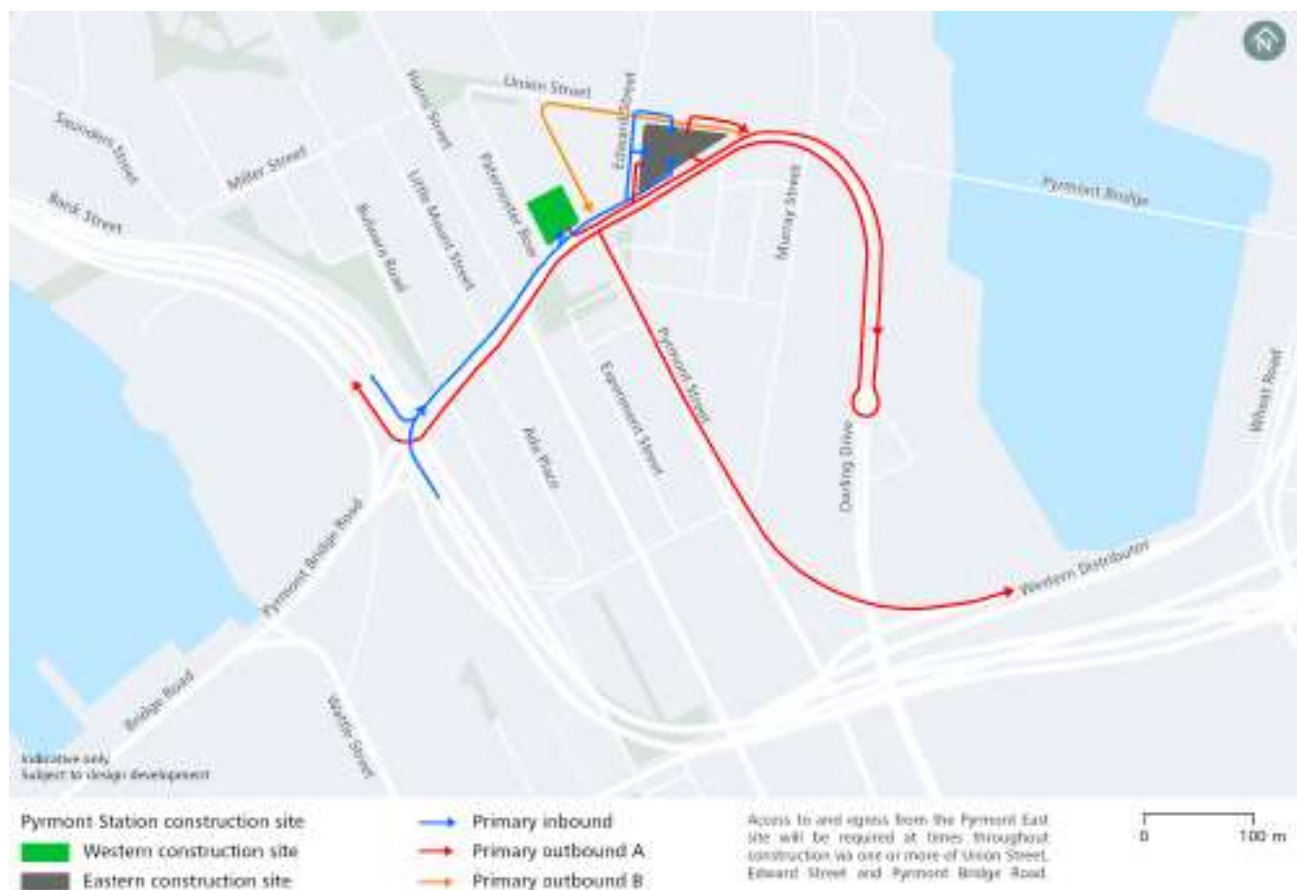 Union Street
Edward Street
Harris Street
Saunders Street
Miller Street
Paternoster Row
Little Mount Street
Bulwara Road
Bank Street
Murray Street
Pyrmont Bridge
Pyrmont Street
Experiment Street
Ada Place
Darling Drive
Wheat Road
Western Distributor
Pyrmont Bridge Road
Bridge Road
Wattle Street
N
Indicative only
Subject to design development
Pyrmont Station construction site
Western construction site
Eastern construction site
Primary inbound
Primary outbound A
Primary outbound B
Access to and egress from the Pyrmont East
site will be required at times throughout
construction via one or more of Union Street,
Edward Street and Pyrmont Bridge Road.
0 100 m